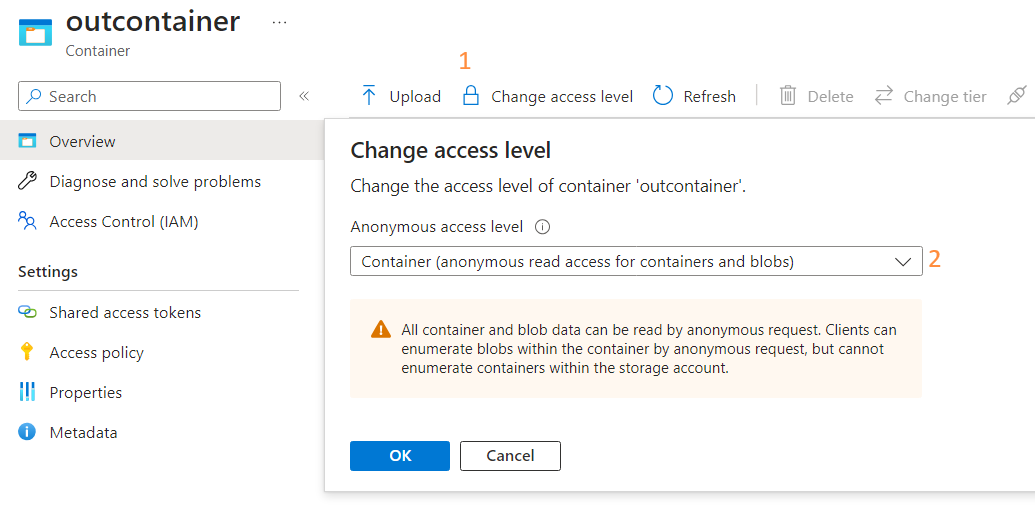 outcontainer ...
Container
1
Search «
Upload Change access level Refresh Delete Change tier
Overview
Diagnose and solve problems
Access Control (IAM)
Settings
Shared access tokens
Access policy
Properties
Metadata
Change access level
Change the access level of container 'outcontainer'.
Anonymous access level
Container (anonymous read access for containers and blobs) 2
All container and blob data can be read by anonymous request. Clients can
enumerate blobs within the container by anonymous request, but cannot
enumerate containers within the storage account.
OK Cancel